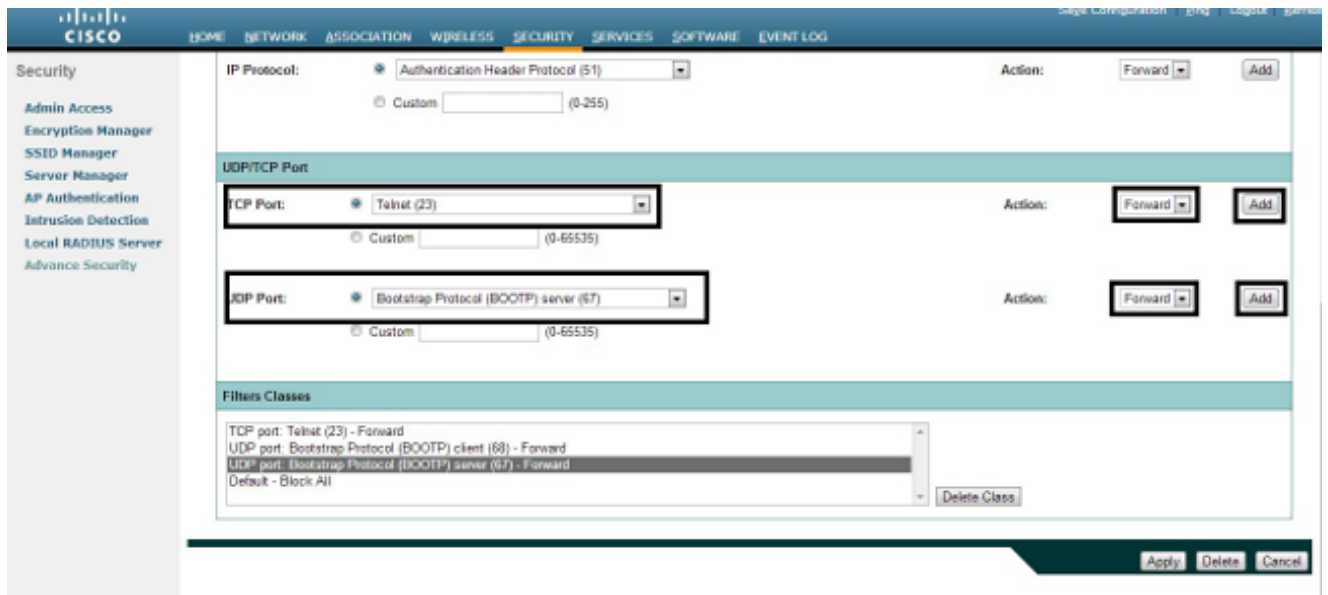 Save Configuration Ping Logout
CISCO
HOME NETWORK ASSOCIATION WIRELESS SECURITY SERVICES SOFTWARE EVENT LOG
Security
Admin Access
Encryption Manager
SSID Manager
Server Manager
AP Authentication
Intrusion Detection
Local RADIUS Server
Advance Security
IP Protocol: Authentication Header Protocol (51) Action: Forward Add
Custom (0-255)
UDP/TCP Port
TCP Port: Telnet (23) Action: Forward Add
Custom (0-65535)
UDP Port: Bootstrap Protocol (BOOTP) server (67) Action: Forward Add
Custom (0-65535)
Filters Classes
TCP port: Telnet (23) - Forward
UDP port: Bootstrap Protocol (BOOTP) client (68) - Forward
UDP port: Bootstrap Protocol (BOOTP) server (67) - Forward
Default - Block All
Delete Class
Apply Delete Cancel